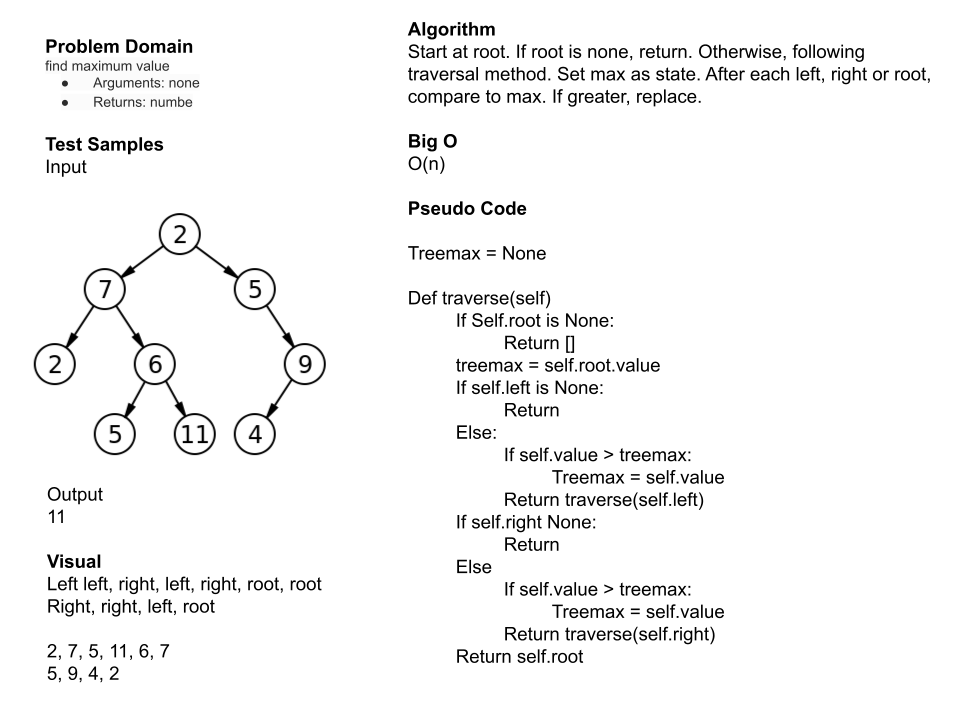 Problem Domain
find maximum value
● Arguments: none
● Returns: numbe
Test Samples
Input
2
7
5
2
6
9
5
11
4
Output
11
Visual
Left left, right, left, right, root, root
Right, right, left, root
2, 7, 5, 11, 6, 7
5, 9, 4, 2
Algorithm
Start at root. If root is none, return. Otherwise, following
traversal method. Set max as state. After each left, right or root,
compare to max. If greater, replace.
Big O
O(n)
Pseudo Code
Treemax = None
Def traverse(self)
If Self.root is None:
Return []
treemax = self.root.value
If self.left is None:
Return
Else:
If self.value > treemax:
Treemax = self.value
Return traverse(self.left)
If self.right None:
Return
Else
If self.value > treemax:
Treemax = self.value
Return traverse(self.right)
Return self.root